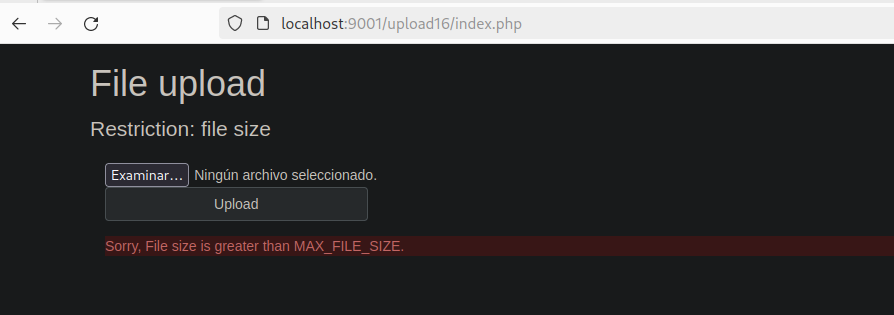 localhost:9001/upload16/index.php
File upload
Restriction: file size
Examinar... Ningún archivo seleccionado.
Upload
Sorry, File size is greater than MAX_FILE_SIZE.